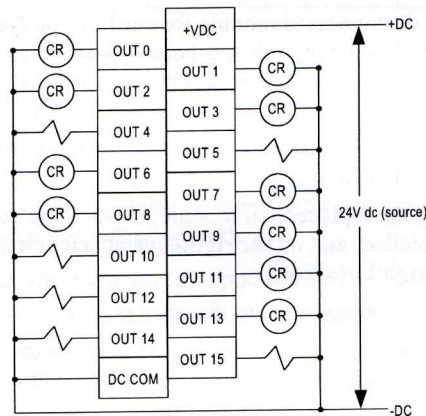 +DC
+VDC
CR OUT 0
OUT 1 CR
CR OUT 2
OUT 3 CR
OUT 4
OUT 5
CR OUT 6
OUT 7 CR
24V dc (source)
CR OUT 8
OUT 9 CR
OUT 10
OUT 11 CR
OUT 12
OUT 13 CR
OUT 14
OUT 15
DC COM
-DC